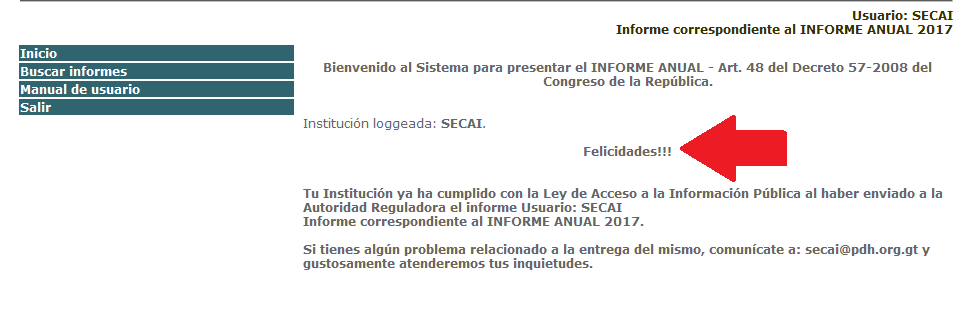 Usuario: SECAI
Informe correspondiente al INFORME ANUAL 2017
Inicio
Buscar informes
Manual de usuario
Salir
Bienvenido al Sistema para presentar el INFORME ANUAL - Art. 48 del Decreto 57-2008 del
Congreso de la República.
Institución loggeada: SECAI.
Felicidades!!!
Tu Institución ya ha cumplido con la Ley de Acceso a la Información Pública al haber enviado a la
Autoridad Reguladora el informe Usuario: SECAI
Informe correspondiente al INFORME ANUAL 2017.
Si tienes algún problema relacionado a la entrega del mismo, comunícate a: secai@pdh.org.gt y
gustosamente atenderemos tus inquietudes.